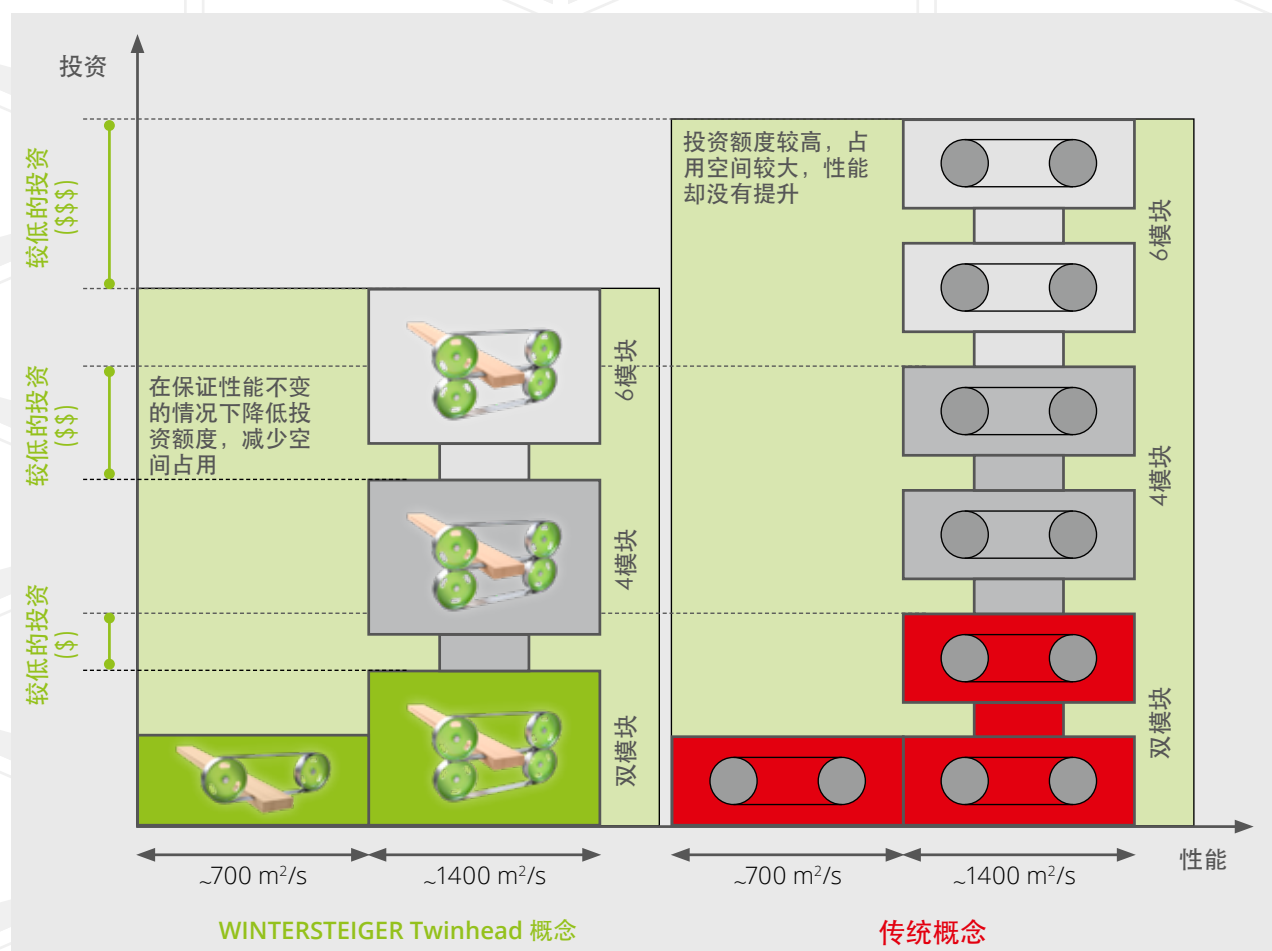 投资
较低的投资
($$$)
较低的投资
($$)
较低的投资
($)
在保证性能不变
的情况下降低投
资额度，减少空
间占用
6模块
4模块
双模块
投资额度较高，占
用空间较大，性能
却没有提升
6模块
4模块
双模块
~700 m²/s
~1400 m²/s
~700 m²/s
~1400 m²/s
性能
WINTERSTEIGER Twinhead 概念
传统概念